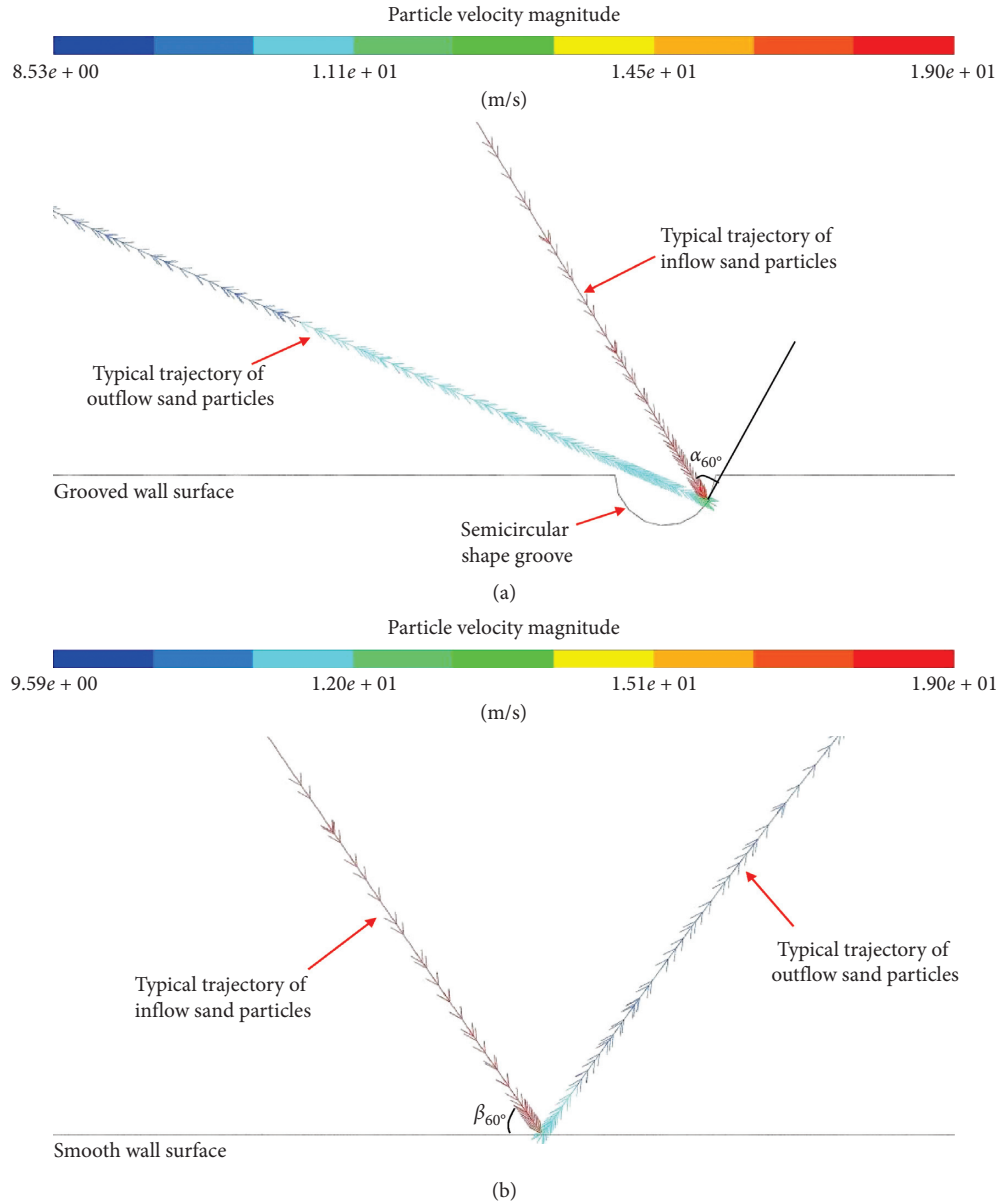 Particle velocity magnitude
8.53e + 00 1.11e + 01 1.45e + 01 1.90e + 01
(m/s)
Typical trajectory of
inflow sand particles
Typical trajectory of
outflow sand particles
α60°
Grooved wall surface
Semicircular
shape groove
(a)
Particle velocity magnitude
9.59e + 00 1.20e + 01 1.51e + 01 1.90e + 01
(m/s)
Typical trajectory of
outflow sand particles
Typical trajectory of
inflow sand particles
β60°
Smooth wall surface
(b)